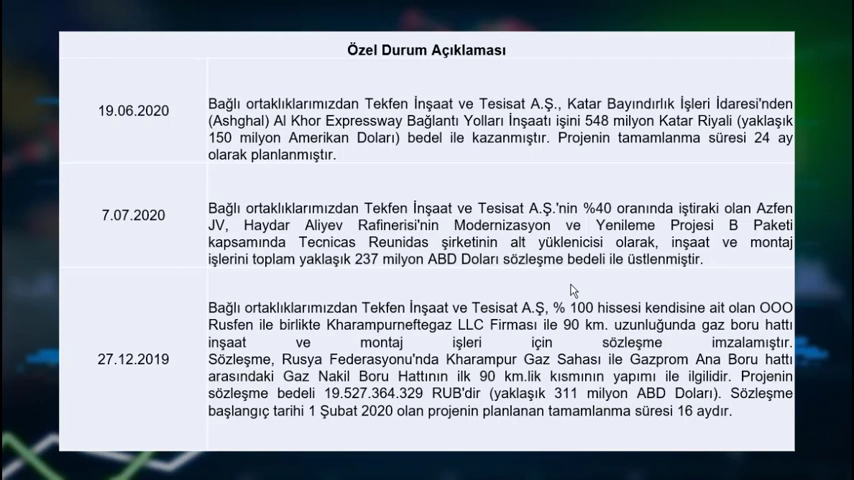 Özel Durum Açıklaması
19.06.2020
Bağlı ortaklıklarımızdan Tekfen İnşaat ve Tesisat A.Ş., Katar Bayındırlık İşleri İdaresi'nden
(Ashghal) Al Khor Expressway Bağlantı Yolları İnşaatı işini 548 milyon Katar Riyali (yaklaşık
150 milyon Amerikan Doları) bedel ile kazanmıştır. Projenin tamamlanma süresi 24 ay
olarak planlanmıştır.
7.07.2020
Bağlı ortaklıklarımızdan Tekfen İnşaat ve Tesisat A.Ş.'nin %40 oranında iştiraki olan Azfen
JV, Haydar Aliyev Rafinerisi'nin Modernizasyon ve Yenileme Projesi B Paketi
kapsamında Tecnicas Reunidas şirketinin alt yüklenicisi olarak, inşaat ve montaj
işlerini toplam yaklaşık 237 milyon ABD Doları sözleşme bedeli ile üstlenmiştir.
27.12.2019
Bağlı ortaklıklarımızdan Tekfen İnşaat ve Tesisat A.Ş, % 100 hissesi kendisine ait olan OOO
Rusfen ile birlikte Kharampurneftegaz LLC Firması ile 90 km. uzunluğunda gaz boru hattı
inşaat ve montaj işleri için sözleşme imzalamıştır.
Sözleşme, Rusya Federasyonu'nda Kharampur Gaz Sahası ile Gazprom Ana Boru hattı
arasındaki Gaz Nakil Boru Hattının ilk 90 km.lik kısmının yapımı ile ilgilidir. Projenin
sözleşme bedeli 19.527.364.329 RUB'dir (yaklaşık 311 milyon ABD Doları). Sözleşme
başlangıç tarihi 1 Şubat 2020 olan projenin planlanan tamamlanma süresi 16 aydır.